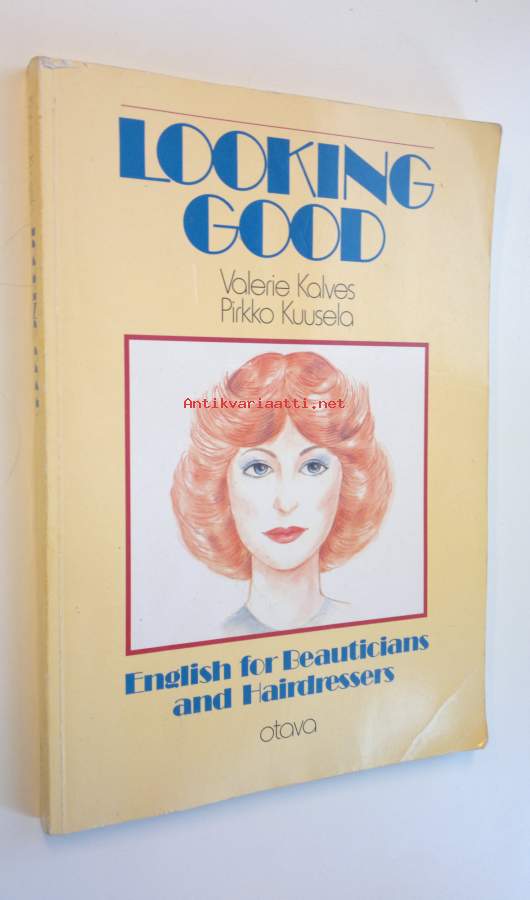 LOOKING
GOOD
Valerie Kalves
Pirkko Kuusela
Antikvariaatti.net
English for Beauticians
and Hairdressers
otava